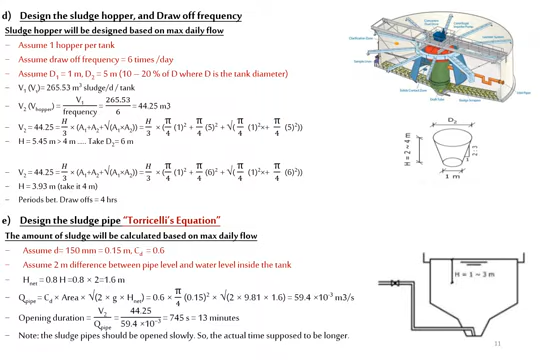 d) Design the sludge hopper, and Draw off frequency
Sludge hopper will be designed based on max daily flow
− Assume 1 hopper per tank
− Assume draw off frequency = 6 times /day
− Assume D1 = 1 m, D2 = 5 m (10 – 20 % of D where D is the tank diameter)
− V1 (Vs)= 265.53 m3 sludge/d / tank
− V2 (Vhopper) = V1/frequency = 265.53/6 = 44.25 m3
− V2 = 44.25 = H/3 × (A1+A2+√(A1×A2)) = H/3 × (π/4 (1)2 + π/4 (5)2 + √( π/4 (1)2×+ π/4 (5)2))
− H = 5.45 m > 4 m .... Take D2= 6 m
− V2 = 44.25 = H/3 × (A1+A2+√(A1×A2)) = H/3 × (π/4 (1)2 + π/4 (6)2 + √( π/4 (1)2×+ π/4 (6)2))
− H = 3.93 m (take it 4 m)
− Periods bet. Draw offs = 4 hrs
D2
H = 2 ~ 4 m
1 m
e) Design the sludge pipe "Torricelli's Equation"
The amount of sludge will be calculated based on max daily flow
− Assume d= 150 mm = 0.15 m, Cd = 0.6
− Assume 2 m difference between pipe level and water level inside the tank
− Hnet = 0.8 H =0.8 × 2=1.6 m
− Qpipe= Cd × Area × √(2 × g × Hnet) = 0.6 × π/4 (0.15)2 × √(2 × 9.81 × 1.6) = 59.4 ×10-3 m3/s
− Opening duration = V2/Qpipe = 44.25/59.4 ×10−3 = 745 s = 13 minutes
− Note: the sludge pipes should be opened slowly. So, the actual time supposed to be longer.
H = 1 ~ 3 m
11